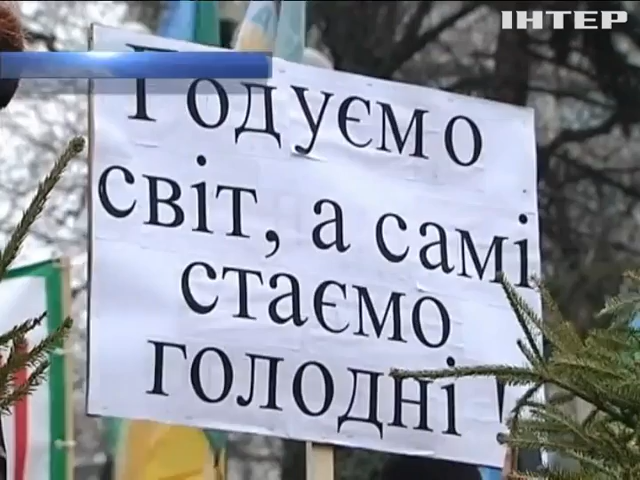 ІНТЕР
Годуємо
світ, а самі
стаємо
голодні !